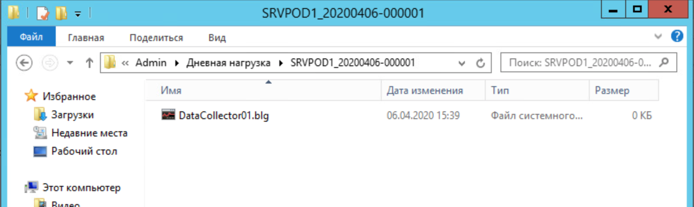 SRVPOD1_20200406-000001
Файл Главная Поделиться Вид
« Admin ▸ Дневная нагрузка ▸ SRVPOD1_20200406-000001
Поиск: SRVPOD1_20200406-0...
Избранное
Загрузки
Недавние места
Рабочий стол
Этот компьютер
Видео
Имя Дата изменения Тип Размер
DataCollector01.blg 06.04.2020 15:39 Файл системного... 0 КБ